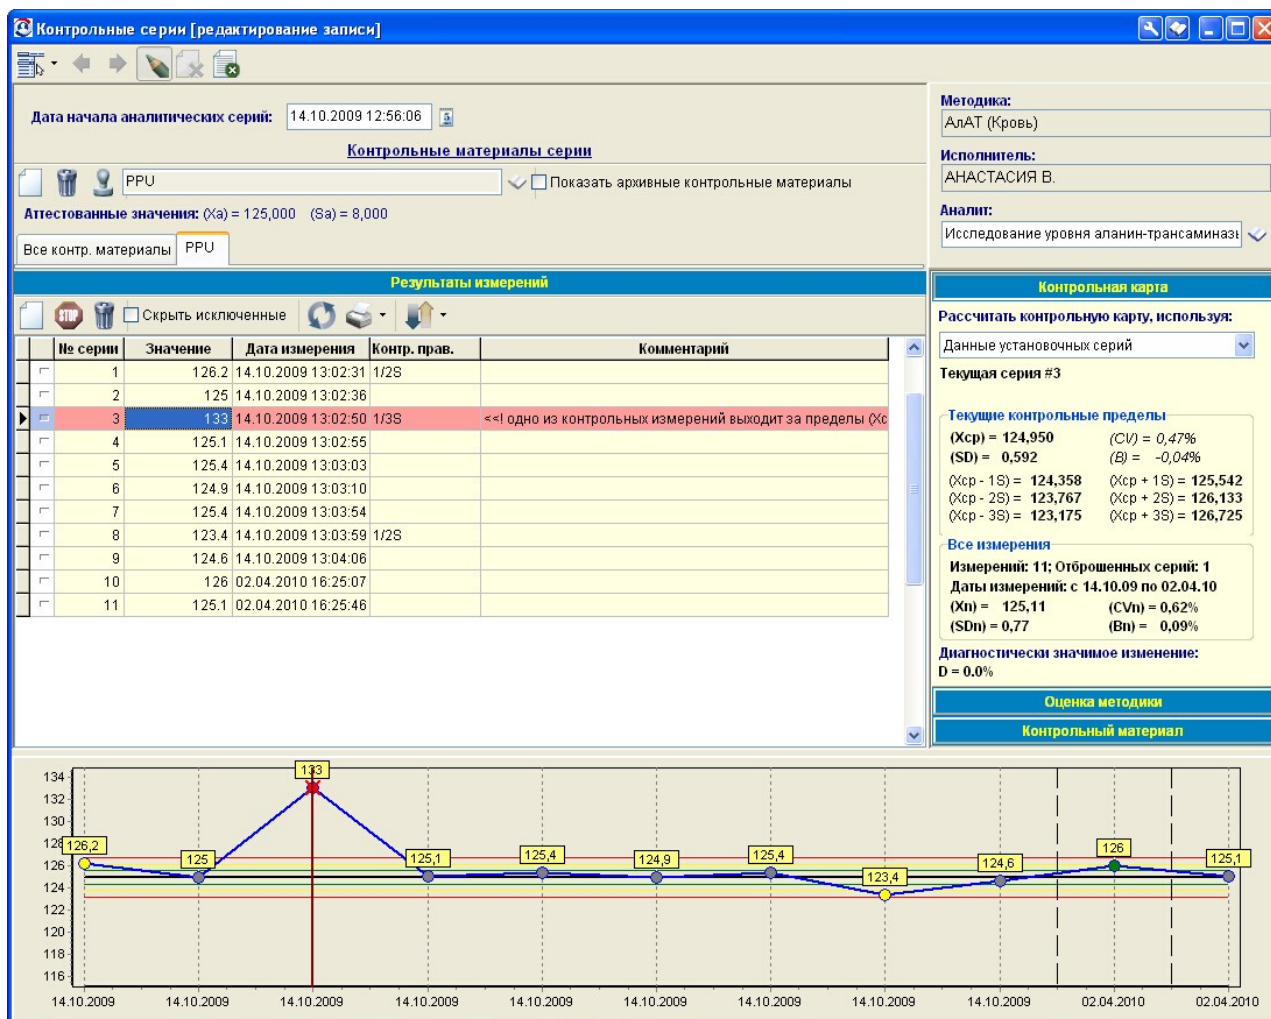 Контрольные серии [редактирование записи]
Дата начала аналитических серий: 14.10.2009 12:56:06
Контрольные материалы серии
PPU Показать архивные контрольные материалы
Аттестованные значения: (Xa) = 125,000 (Sa) = 8,000
Все контр. материалы PPU
Методика:
АлАТ (Кровь)
Исполнитель:
АНАСТАСИЯ В.
Аналит:
Исследование уровня аланин-трансаминазы
Результаты измерений
STOP Скрыть исключенные
№ серии Значение Дата измерения Контр. прав. Комментарий
1 126.2 14.10.2009 13:02:31 1/2S
2 125 14.10.2009 13:02:36
3 133 14.10.2009 13:02:50 1/3S <<! одно из контрольных измерений выходит за пределы (Xc
4 125.1 14.10.2009 13:02:55
5 125.4 14.10.2009 13:03:03
6 124.9 14.10.2009 13:03:10
7 125.4 14.10.2009 13:03:54
8 123.4 14.10.2009 13:03:59 1/2S
9 124.6 14.10.2009 13:04:06
10 126 02.04.2010 16:25:07
11 125.1 02.04.2010 16:25:46
Контрольная карта
Рассчитать контрольную карту, используя:
Данные установочных серий
Текущая серия #3
Текущие контрольные пределы
(Xcp) = 124,950 (CV) = 0,47%
(SD) = 0,592 (B) = -0,04%
(Xcp - 1S) = 124,358 (Xcp + 1S) = 125,542
(Xcp - 2S) = 123,767 (Xcp + 2S) = 126,133
(Xcp - 3S) = 123,175 (Xcp + 3S) = 126,725
Все измерения
Измерений: 11; Отброшенных серий: 1
Даты измерений: с 14.10.09 по 02.04.10
(Xn) = 125,11 (CVn) = 0,62%
(SDn) = 0,77 (Bn) = 0,09%
Диагностически значимое изменение:
D = 0.0%
Оценка методики
Контрольный материал
134
132
130
128
126
124
122
120
118
116
126,2 125 133 125,1 125,4 124,9 125,4 123,4 124,6 126 125,1
14.10.2009 14.10.2009 14.10.2009 14.10.2009 14.10.2009 14.10.2009 14.10.2009 14.10.2009 14.10.2009 02.04.2010 02.04.2010